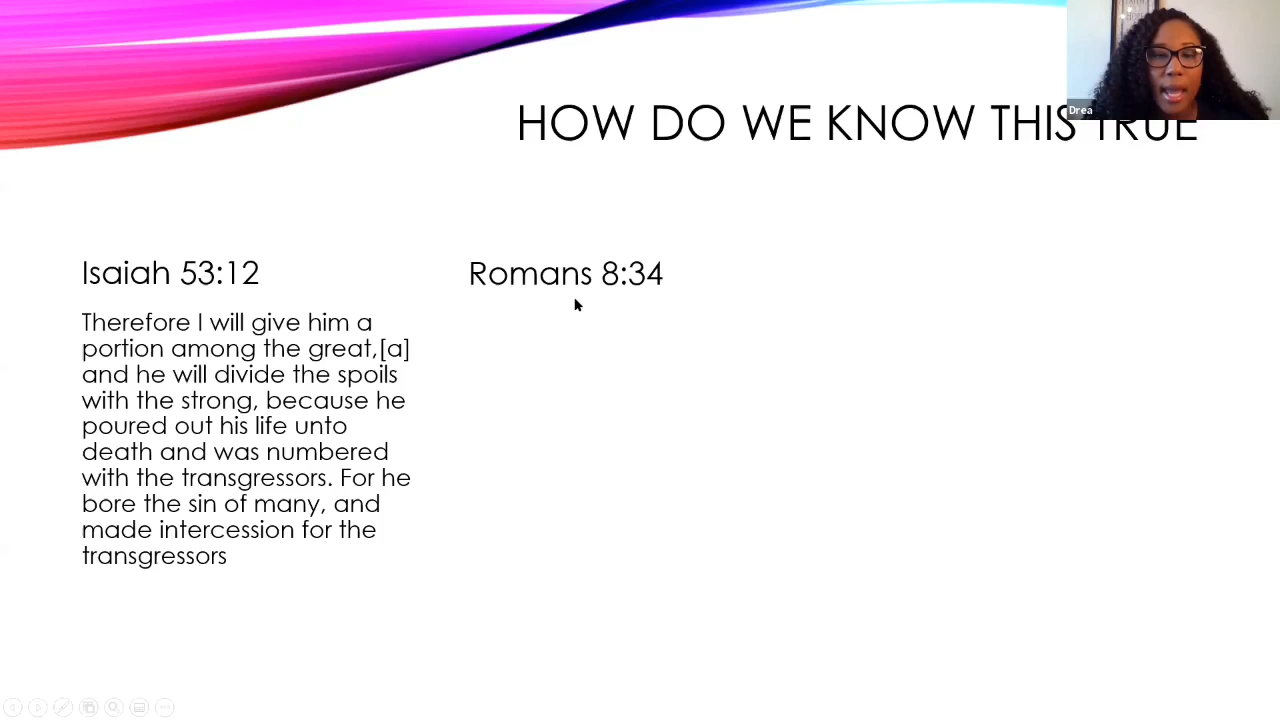 Drea
HOW DO WE KNOW THIS TRUE
Isaiah 53:12
Therefore I will give him a
portion among the great,[a]
and he will divide the spoils
with the strong, because he
poured out his life unto
death and was numbered
with the transgressors. For he
bore the sin of many, and
made intercession for the
transgressors
Romans 8:34